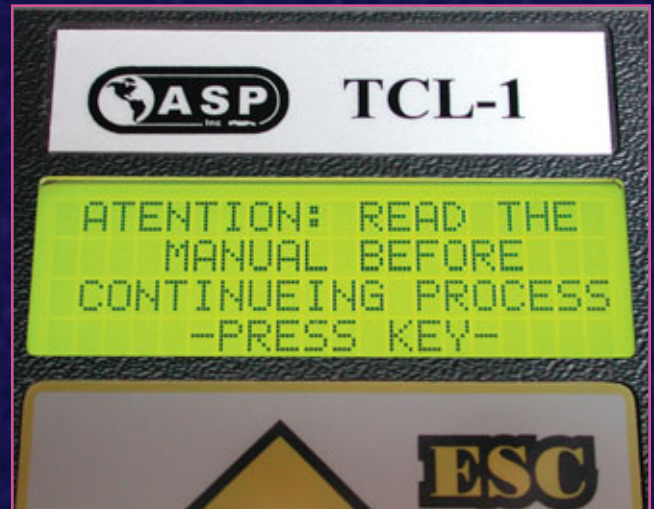 ASP TCL-1
Inc
ATENTION: READ THE
MANUAL BEFORE
CONTINUEING PROCESS
-PRESS KEY-
ESC